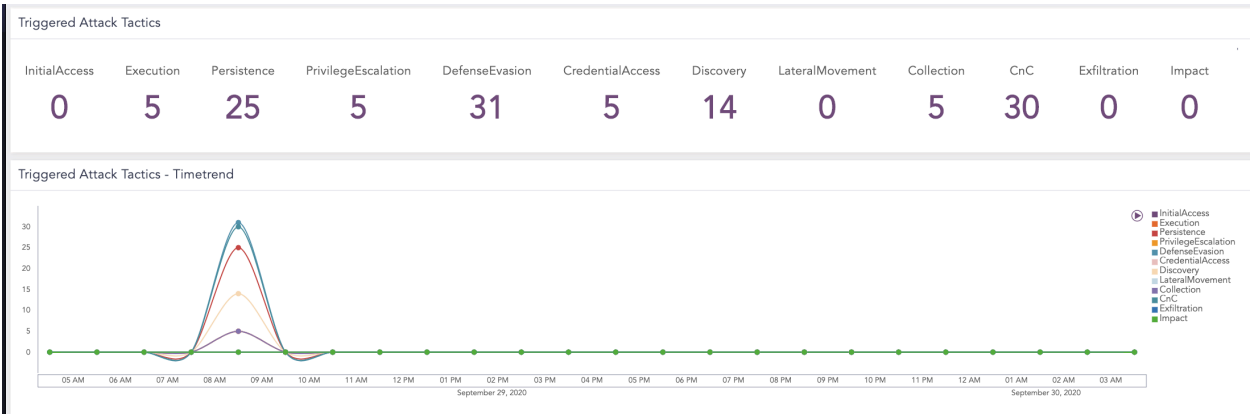 Triggered Attack Tactics
InitialAccess Execution Persistence PrivilegeEscalation DefenseEvasion CredentialAccess Discovery LateralMovement Collection CnC Exfiltration Impact
0 5 25 5 31 5 14 0 5 30 0 0
Triggered Attack Tactics - Timetrend
InitialAccess
Execution
Persistence
PrivilegeEscalation
DefenseEvasion
CredentialAccess
Discovery
LateralMovement
Collection
CnC
Exfiltration
Impact
30
25
20
15
10
5
0
05 AM 06 AM 07 AM 08 AM 09 AM 10 AM 11 AM 12 PM 01 PM 02 PM 03 PM 04 PM 05 PM 06 PM 07 PM 08 PM 09 PM 10 PM 11 PM 12 AM 01 AM 02 AM 03 AM
September 29, 2020 September 30, 2020